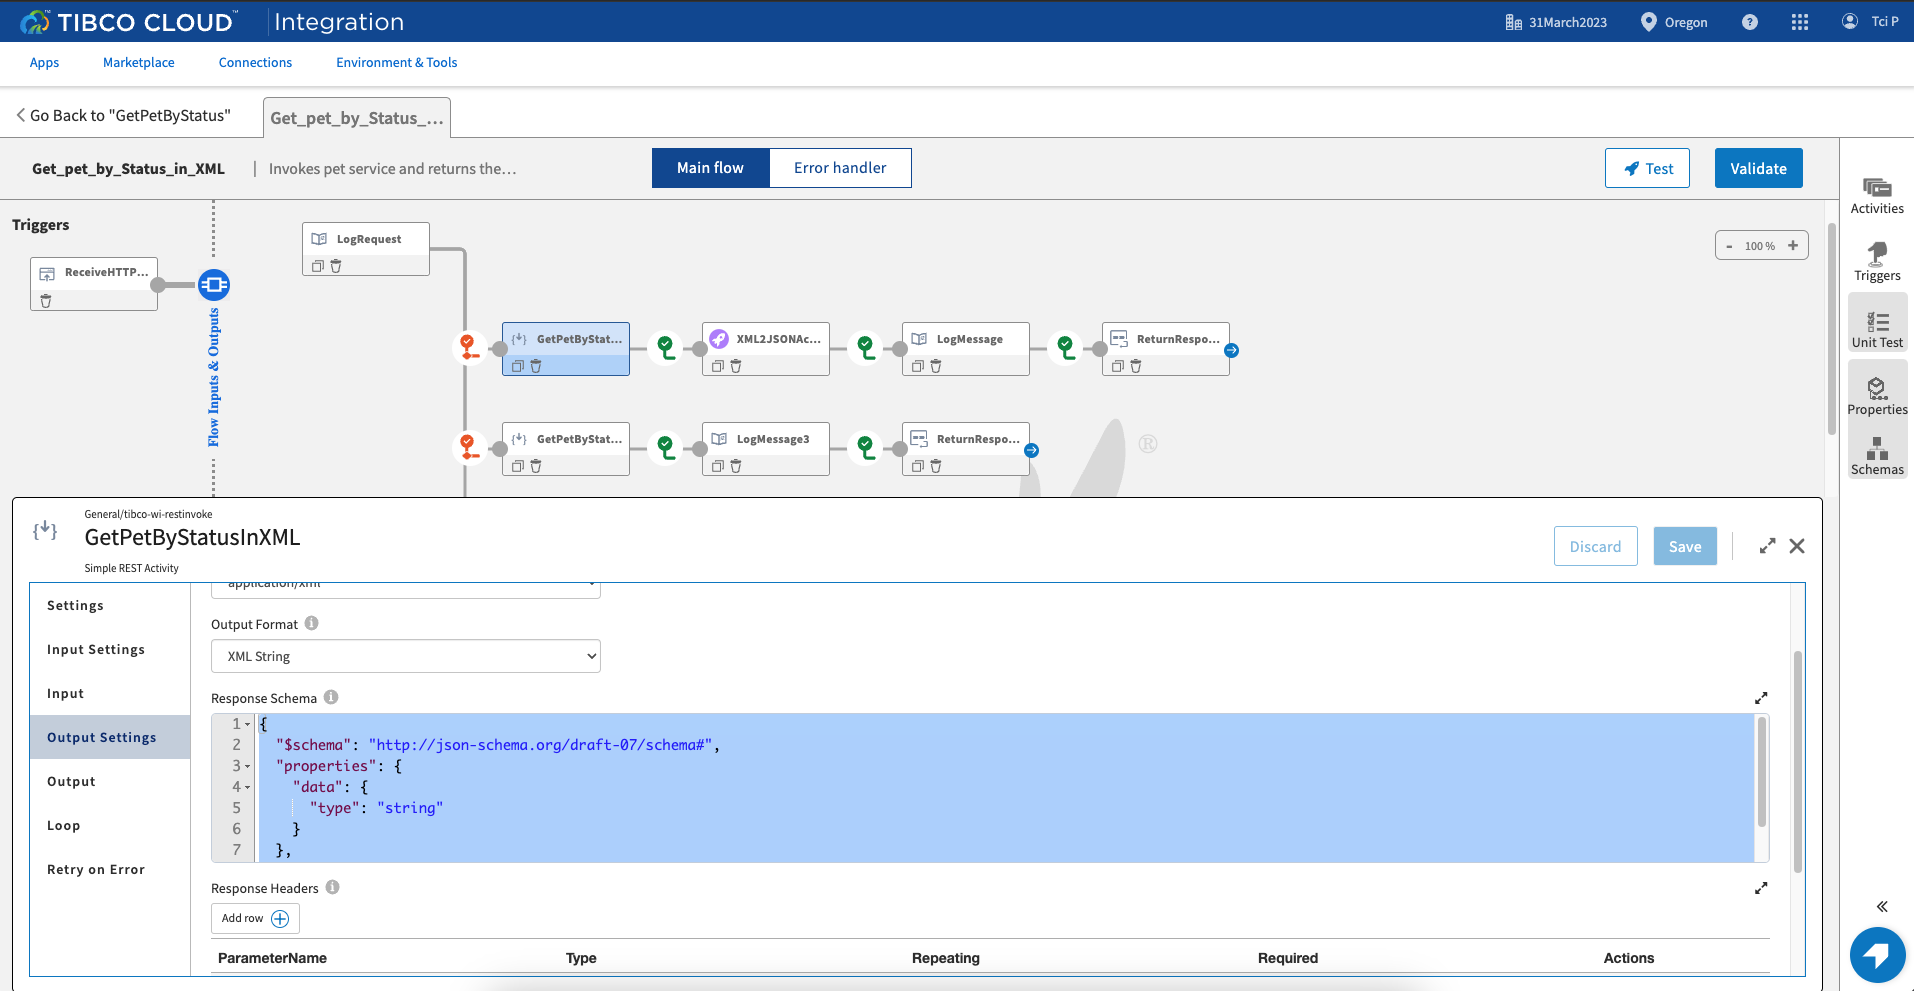 TIBCO CLOUD™ Integration
31March2023
Oregon
?
Tci P
Apps
Marketplace
Connections
Environment & Tools
Go Back to "GetPetByStatus"
Get_pet_by_Status_...
Get_pet_by_Status_in_XML
Invokes pet service and returns the...
Main flow
Error handler
Test
Validate
Activities
Triggers
Unit Test
Properties
Schemas
Triggers
ReceiveHTTP...
Flow Inputs & Outputs
LogRequest
- 100 % +
GetPetByStat...
XML2JSONAc...
LogMessage
ReturnRespo...
GetPetByStat...
LogMessage3
ReturnRespo...
®
General/tibco-wi-restinvoke
GetPetByStatusInXML
Simple REST Activity
Discard
Save
Settings
Input Settings
Input
Output Settings
Output
Loop
Retry on Error
application/xml
Output Format
XML String
Response Schema
1 {
2 "$schema": "http://json-schema.org/draft-07/schema#",
3 "properties": {
4 "data": {
5 "type": "string"
6 }
7 },
Response Headers
Add row
ParameterName Type Repeating Required Actions